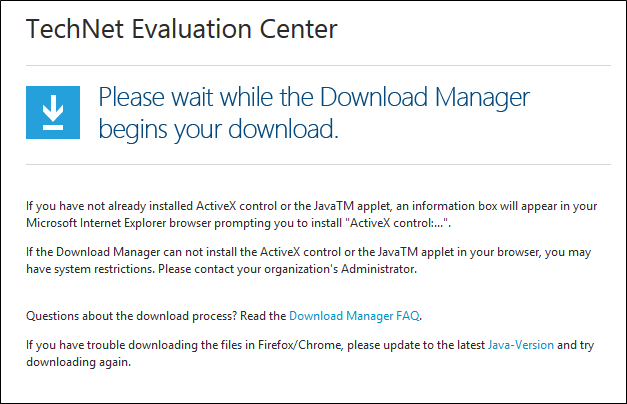 TechNet Evaluation Center
Please wait while the Download Manager
begins your download.
If you have not already installed ActiveX control or the JavaTM applet, an information box will appear in your
Microsoft Internet Explorer browser prompting you to install "ActiveX control:...".
If the Download Manager can not install the ActiveX control or the JavaTM applet in your browser, you may
have system restrictions. Please contact your organization's Administrator.
Questions about the download process? Read the Download Manager FAQ.
If you have trouble downloading the files in Firefox/Chrome, please update to the latest Java-Version and try
downloading again.